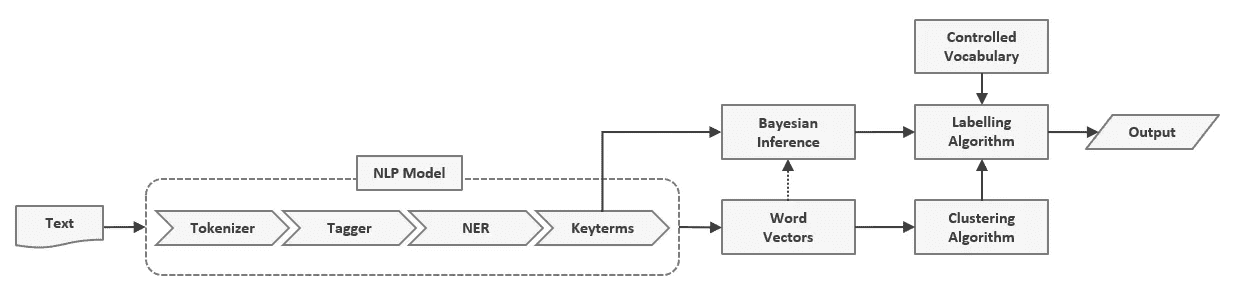 Controlled
Vocabulary
Bayesian
Inference
Labelling
Algorithm
Output
NLP Model
Text
Tokenizer
Tagger
NER
Keyterms
Word
Vectors
Clustering
Algorithm